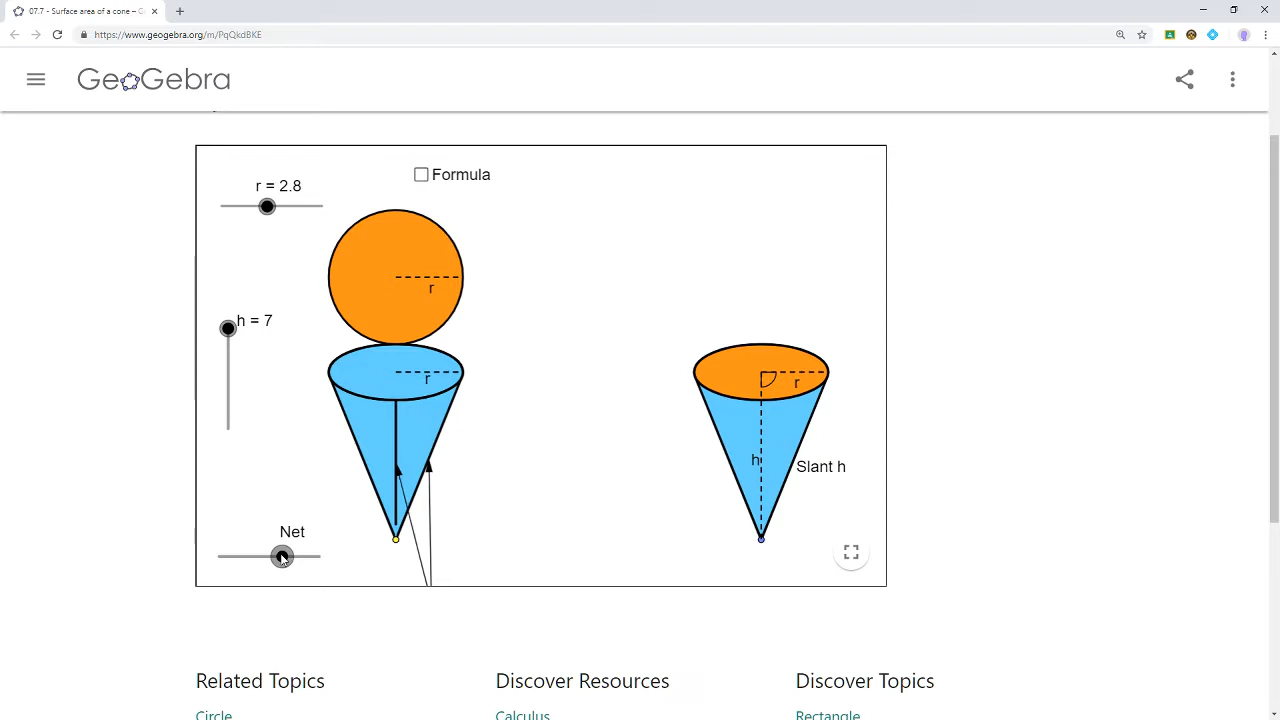 07.7 - Surface area of a cone – G
https://www.geogebra.org/m/PqQkdBKE
GeoGebra
Formula
r = 2.8
r
h = 7
r
r
h
Slant h
Net
Related Topics
Discover Resources
Discover Topics
Circle
Calculus
Rectangle